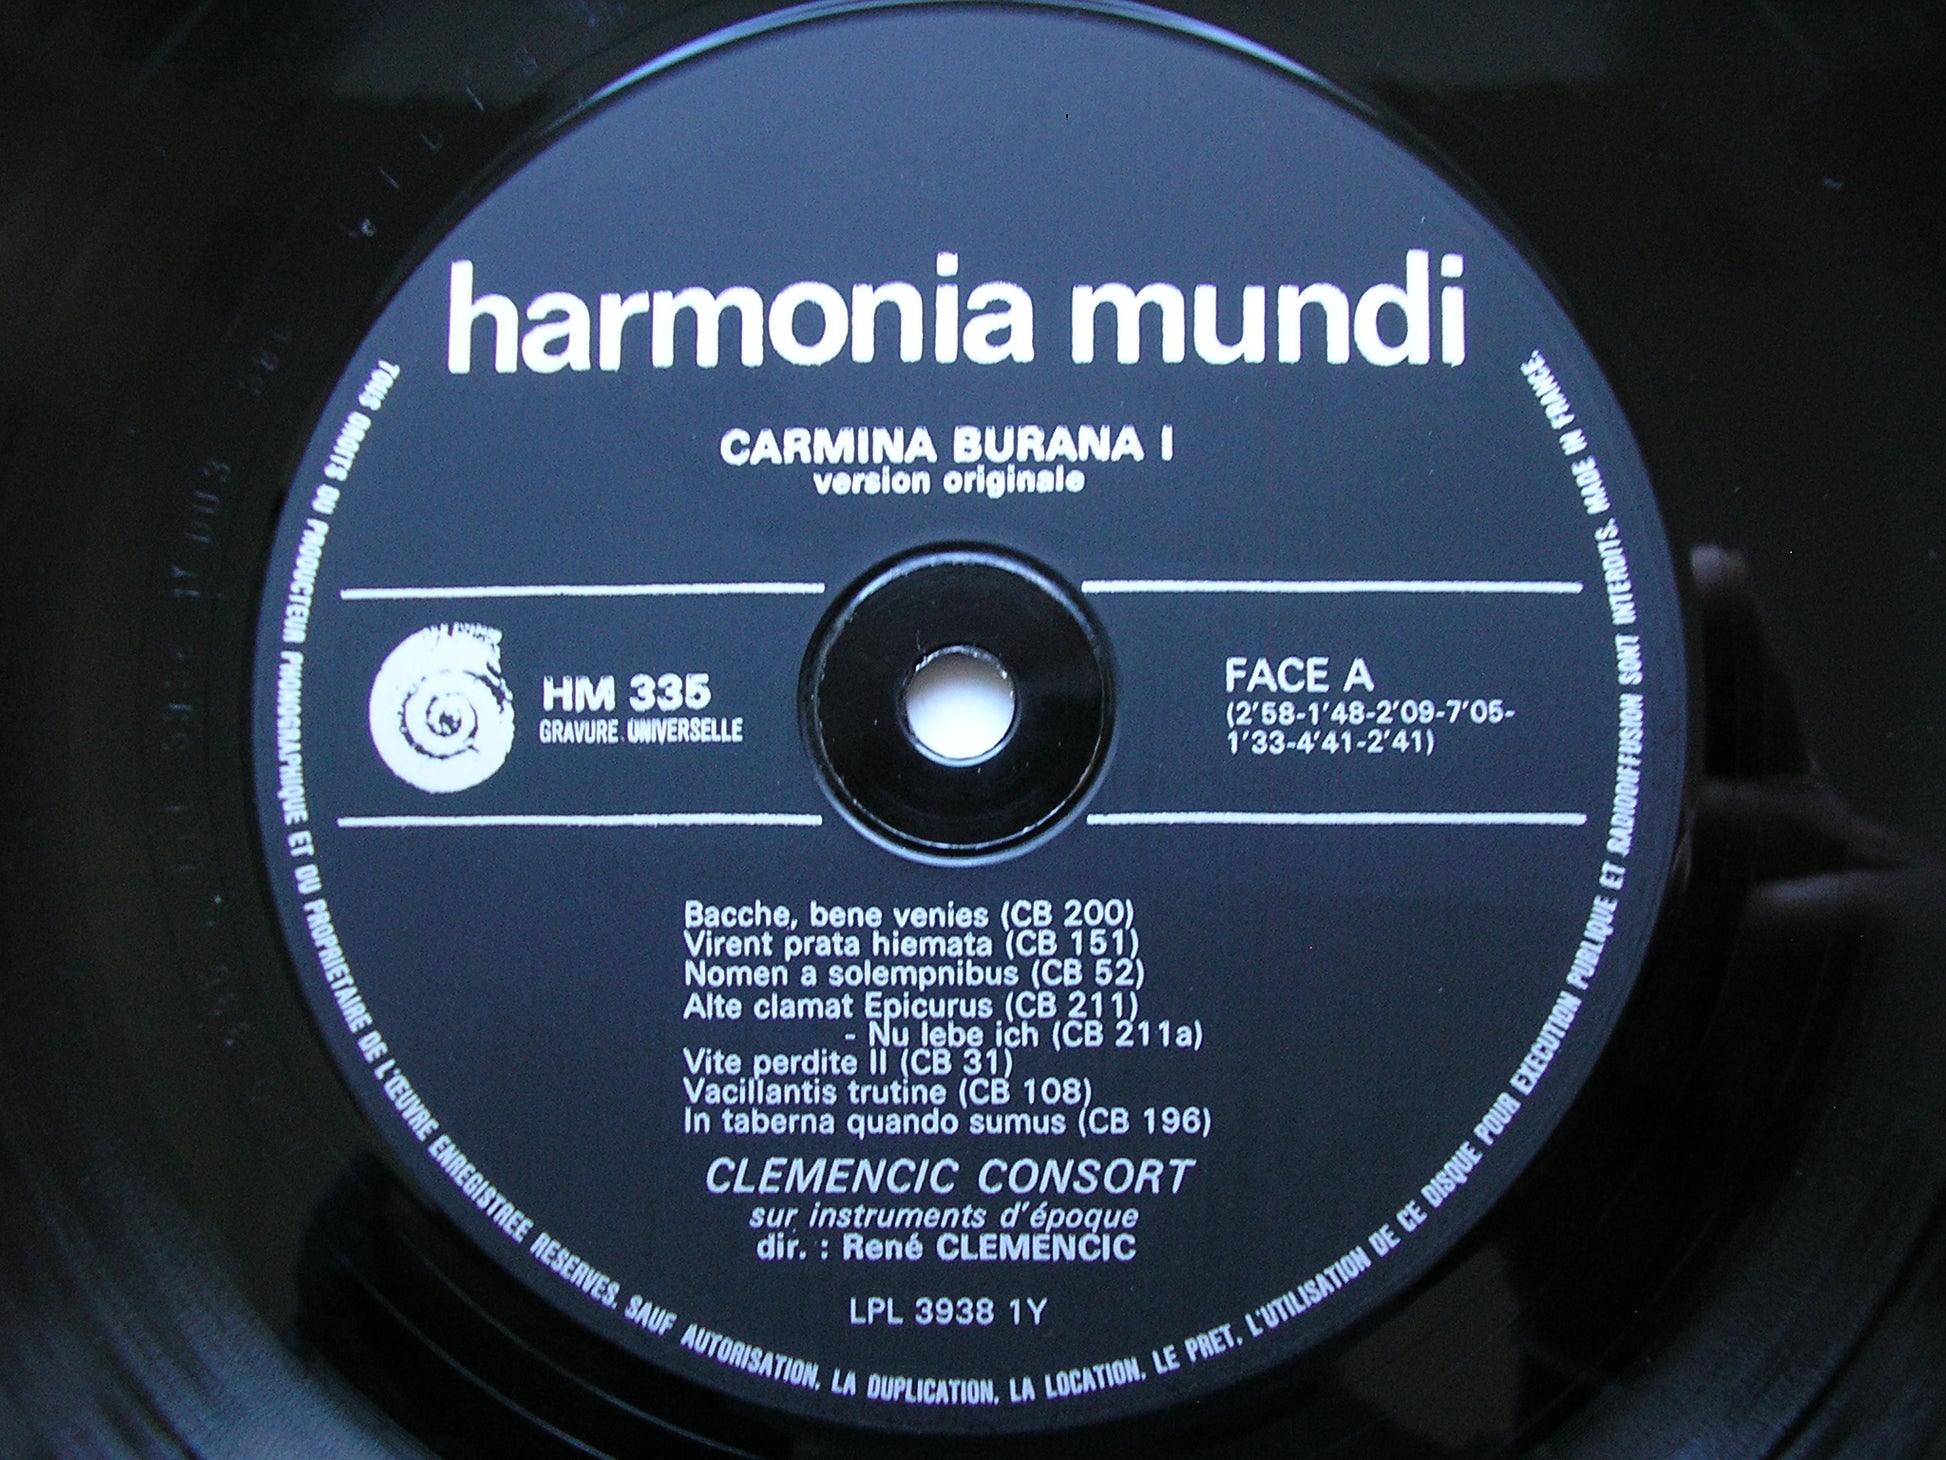 harmonia mundi
CARMINA BURANA I
version originale
HM 335
GRAVURE UNIVERSELLE
FACE A
(2'58-1'48-2'09-7'05-
1'33-4'41-2'41)
Bacche, bene venies (CB 200)
Virent prata hiemata (CB 151)
Nomen a solempnibus (CB 52)
Alte clamat Epicurus (CB 211)
- Nu lebe ich (CB 211a)
Vite perdite II (CB 31)
Vacillantis trutine (CB 108)
In taberna quando sumus (CB 196)
CLEMENCIC CONSORT
sur instruments d'époque
dir. : René CLEMENCIC
LPL 3938 1Y
TOUS DROITS DU PRODUCTEUR PHONOGRAPHIQUE ET DU PROPRIETAIRE DE L'ŒUVRE ENREGISTREE RESERVES. SAUF AUTORISATION, LA DUPLICATION, LA LOCATION, LE PRET, L'UTILISATION DE CE DISQUE POUR EXECUTION PUBLIQUE ET RADIODIFFUSION SONT INTERDITS. MADE IN FRANCE.